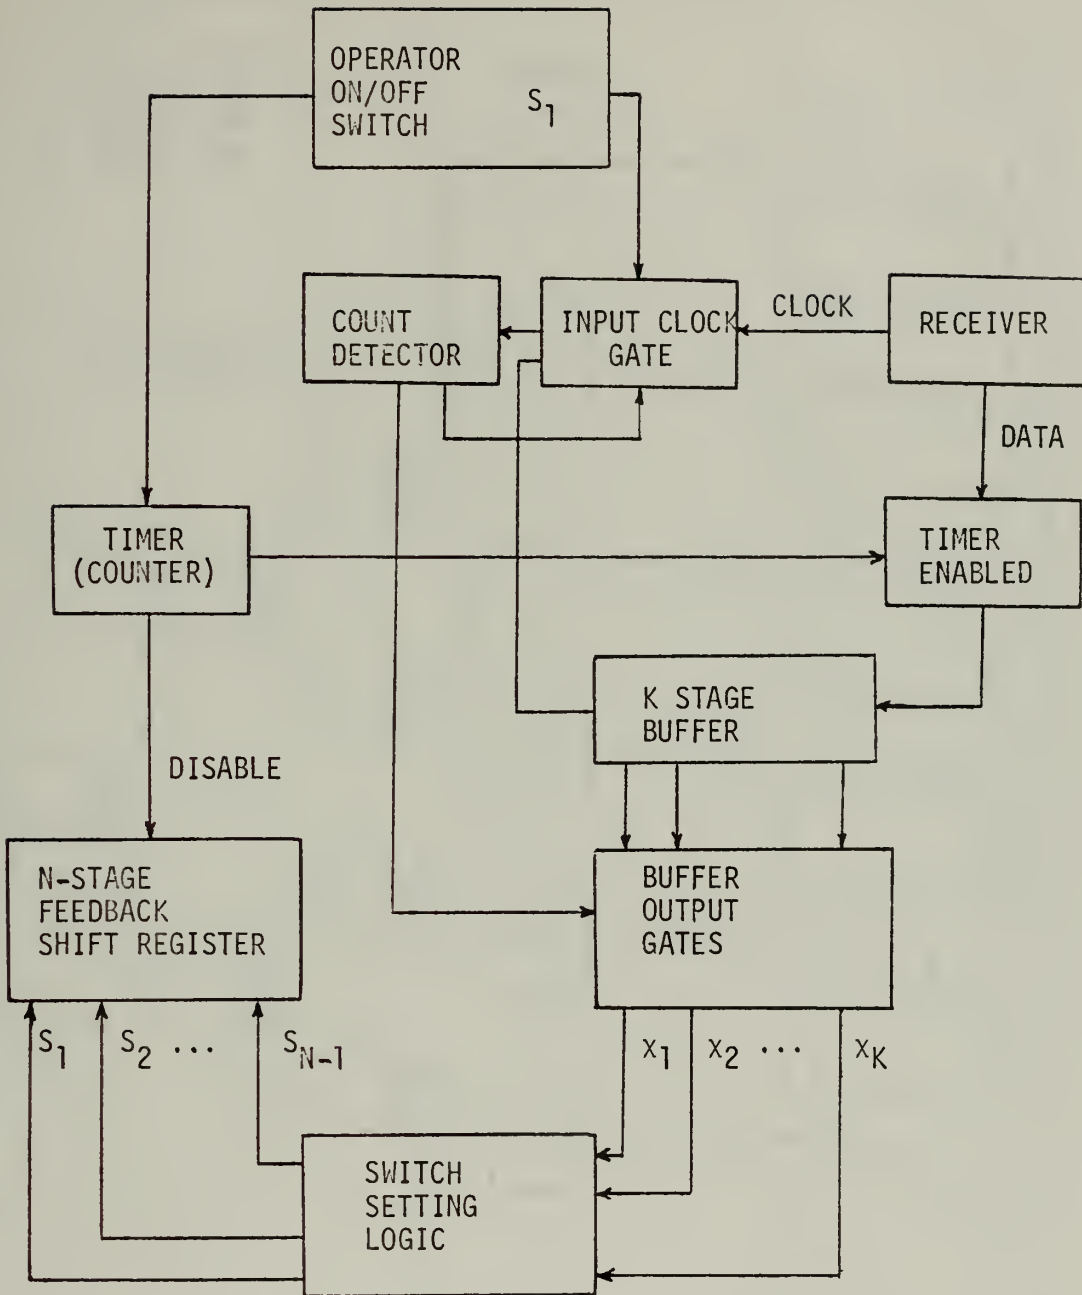 OPERATOR
ON/OFF
SWITCH
S1
COUNT
DETECTOR
INPUT CLOCK
GATE
CLOCK
RECEIVER
DATA
TIMER
(COUNTER)
TIMER
ENABLED
K STAGE
BUFFER
DISABLE
N-STAGE
FEEDBACK
SHIFT REGISTER
BUFFER
OUTPUT
GATES
S1 S2 ... SN-1
X1 X2 ... XK
SWITCH
SETTING
LOGIC